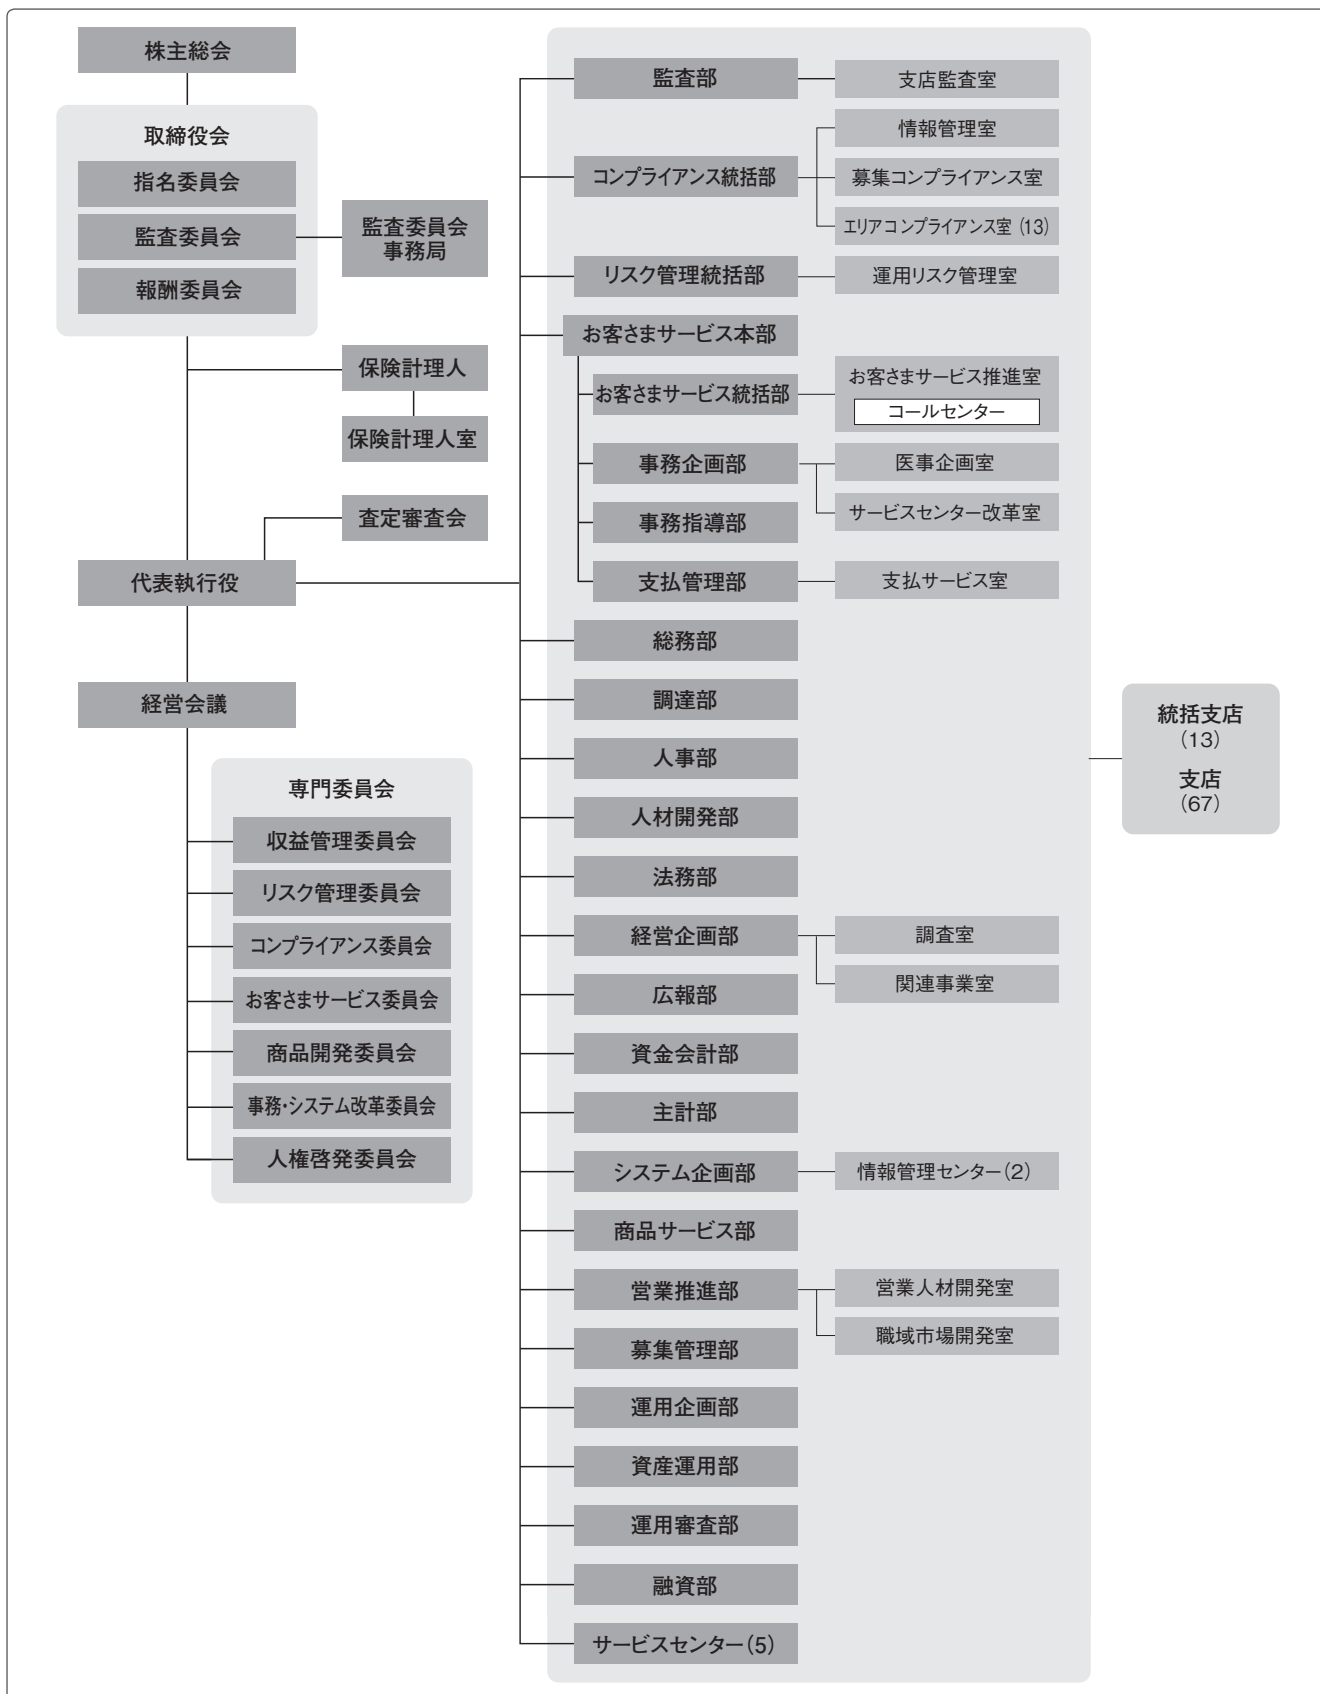 株主総会
取締役会
指名委員会
監査委員会
報酬委員会
監査委員会
事務局
保険計理人
保険計理人室
査定審査会
代表執行役
経営会議
専門委員会
収益管理委員会
リスク管理委員会
コンプライアンス委員会
お客さまサービス委員会
商品開発委員会
事務・システム改革委員会
人権啓発委員会
監査部
支店監査室
コンプライアンス統括部
情報管理室
募集コンプライアンス室
エリアコンプライアンス室(13)
リスク管理統括部
運用リスク管理室
お客さまサービス本部
お客さまサービス統括部
お客さまサービス推進室
コールセンター
事務企画部
医事企画室
サービスセンター改革室
事務指導部
支払管理部
支払サービス室
総務部
調達部
人事部
人材開発部
法務部
経営企画部
調査室
関連事業室
広報部
資金会計部
主計部
システム企画部
情報管理センター(2)
商品サービス部
営業推進部
営業人材開発室
職域市場開発室
募集管理部
運用企画部
資産運用部
運用審査部
融資部
サービスセンター(5)
統括支店
(13)
支店
(67)